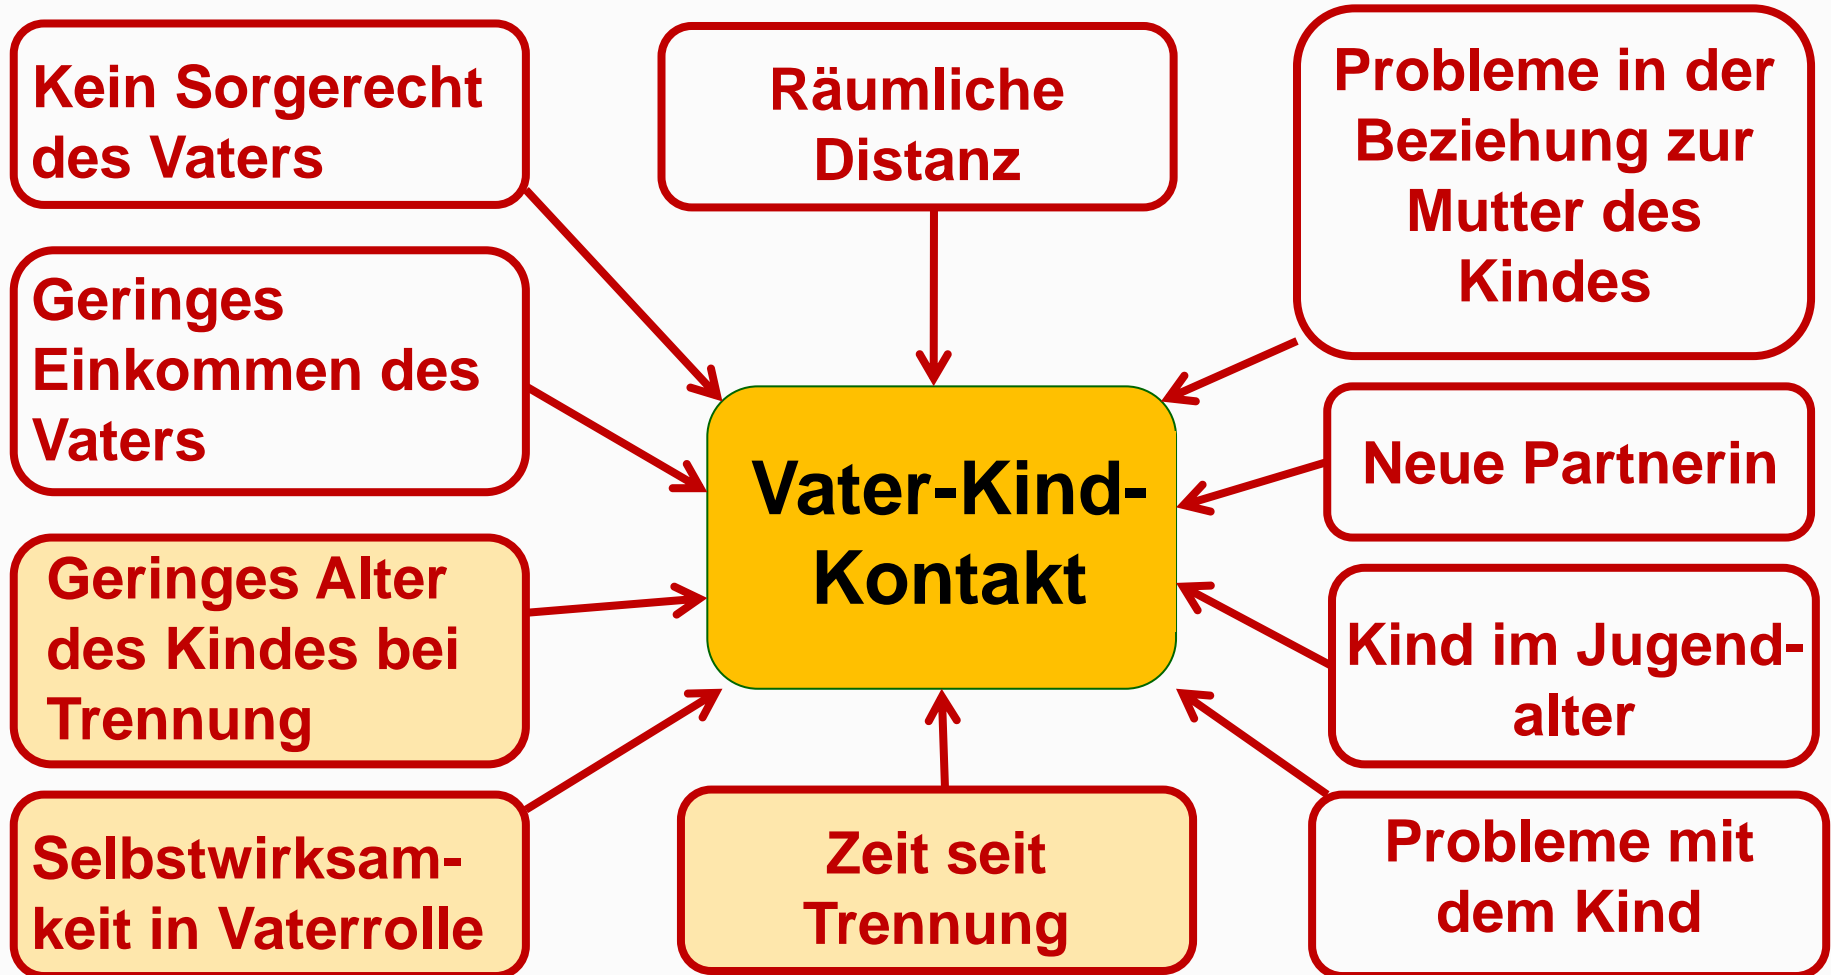 Kein Sorgerecht
des Vaters
Räumliche
Distanz
Probleme in der
Beziehung zur
Mutter des
Kindes
Geringes
Einkommen des
Vaters
Neue Partnerin
Vater-Kind-
Kontakt
Geringes Alter
des Kindes bei
Trennung
Kind im Jugend-
alter
Selbstwirksam-
keit in Vaterrolle
Zeit seit
Trennung
Probleme mit
dem Kind